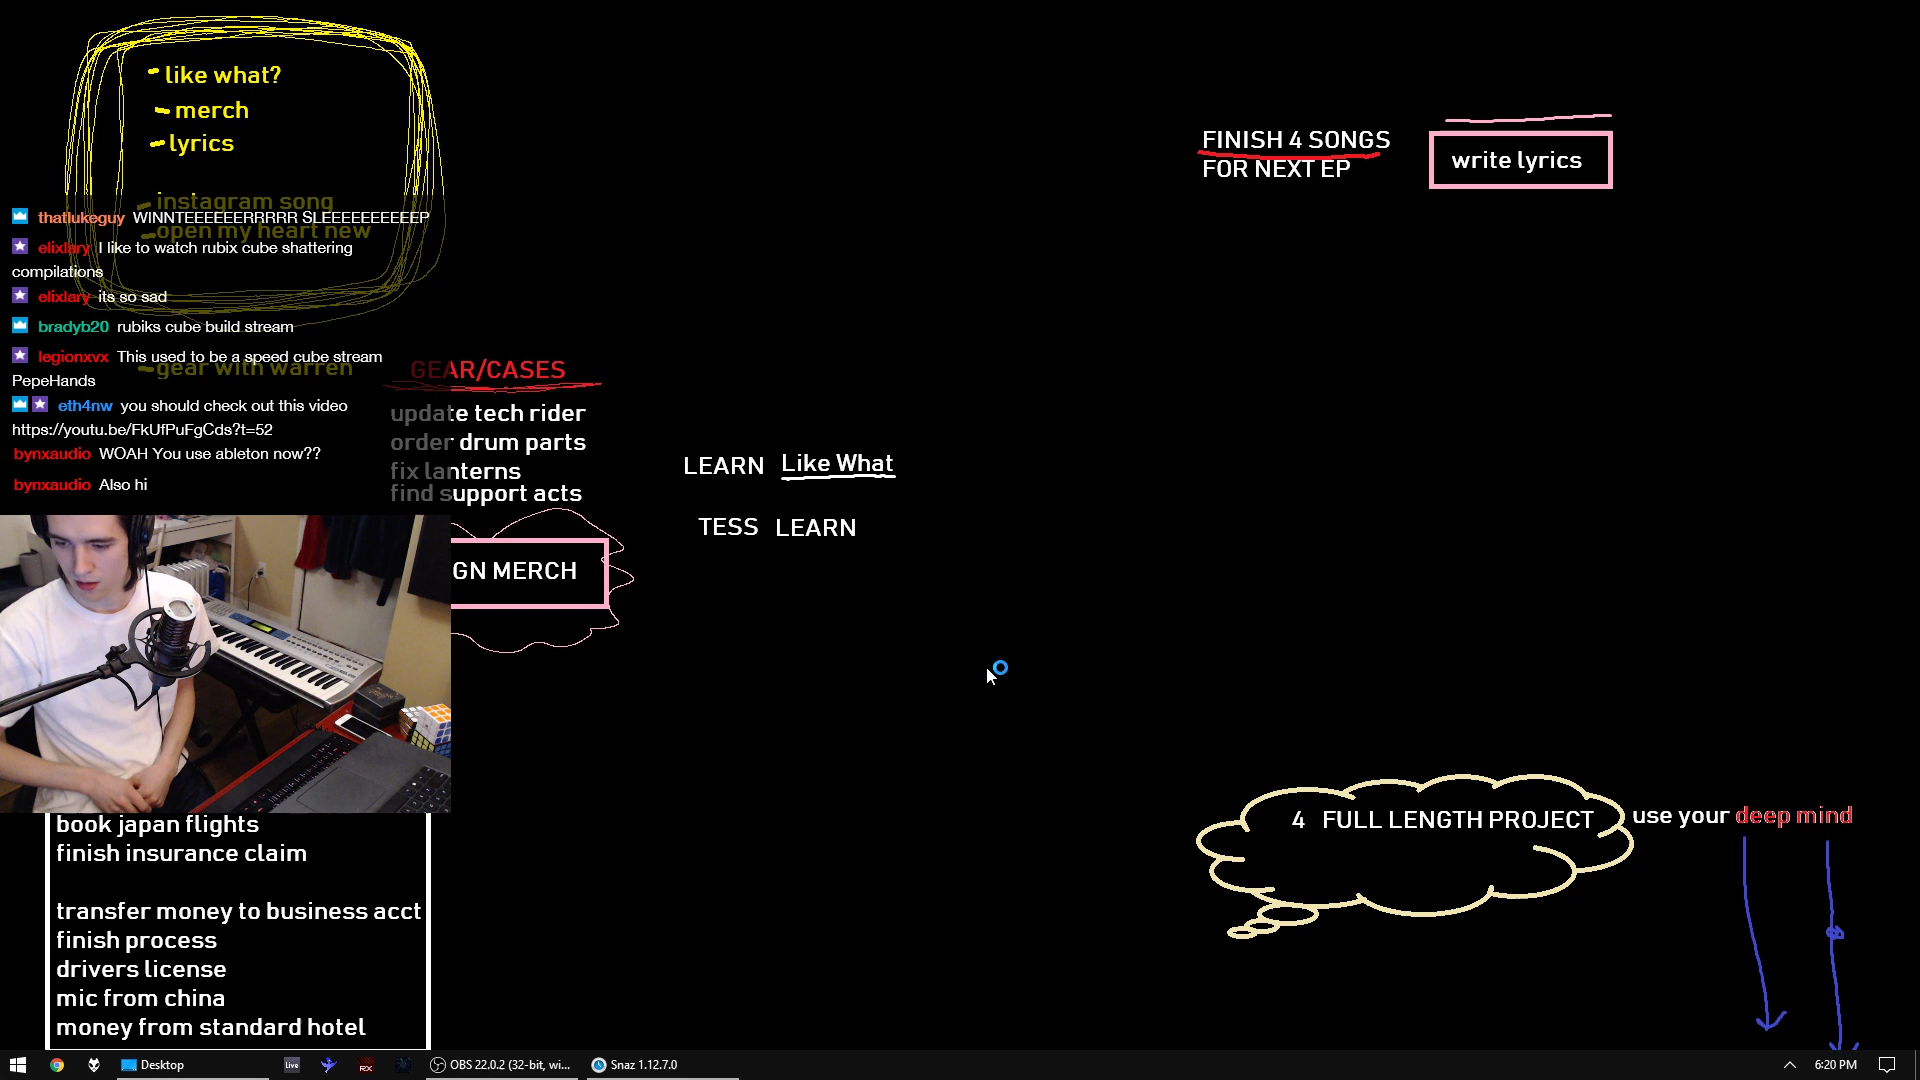 like what?
merch
lyrics
instagram song
open my heart new
gear with warren
thatlukeguy WINNTEEEEEERRRRR SLEEEEEEEEEEP
elixlary I like to watch rubix cube shattering
compilations
elixlary its so sad
bradyb20 rubiks cube build stream
legionxvx This used to be a speed cube stream
PepeHands
eth4nw you should check out this video
https://youtu.be/FkUfPuFgCds?t=52
bynxaudio WOAH You use ableton now??
bynxaudio Also hi
GEAR/CASES
update tech rider
order drum parts
fix lanterns
find support acts
GN MERCH
LEARN Like What
TESS LEARN
FINISH 4 SONGS
FOR NEXT EP
write lyrics
4 FULL LENGTH PROJECT
use your deep mind
book japan flights
finish insurance claim
transfer money to business acct
finish process
drivers license
mic from china
money from standard hotel
Desktop
Live
RX
OBS 22.0.2 (32-bit, wi...
Snaz 1.12.7.0
6:20 PM